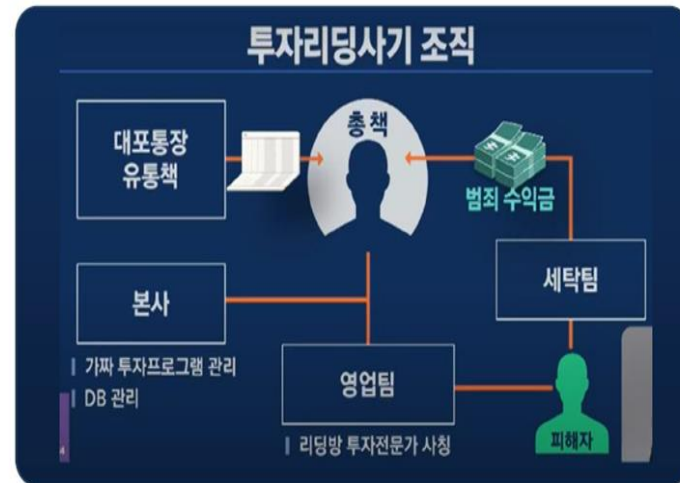 투자리딩사기 조직
대포통장
유통책
총책
범죄 수익금
본사
세탁팀
가짜 투자프로그램 관리
DB 관리
영업팀
리딩방 투자전문가 사칭
피해자
4